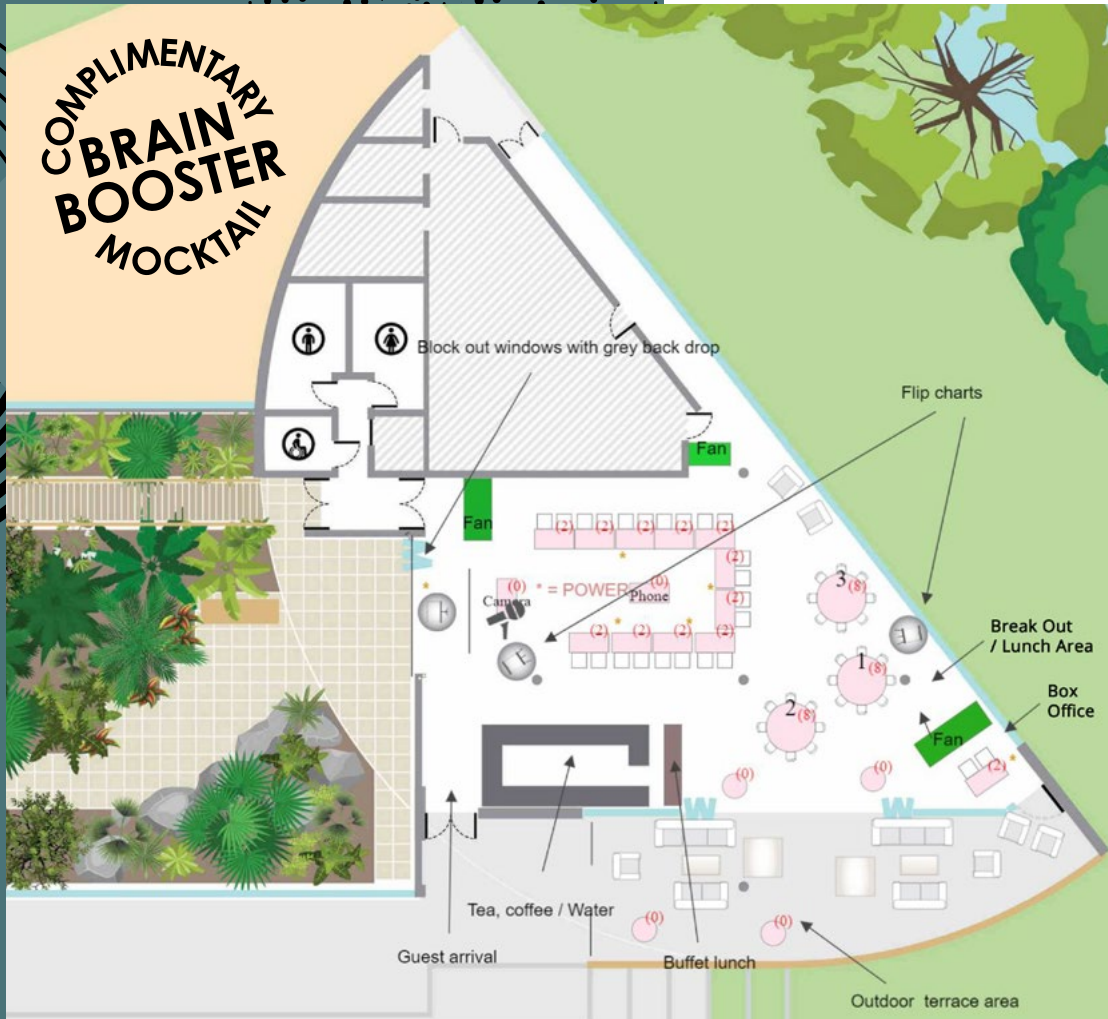 COMPLIMENTARY
BRAIN
BOOSTER
MOCKTAIL
Block out windows with grey back drop
Flip charts
Fan
Fan
(2) (2) (2) (2) (2)
(2)
(2)
(0) * = POWER (0)
Camera
Phone
(2) (2) (2) (2)
3
(8)
1
(8)
2
(8)
Break Out
/ Lunch Area
Box
Office
Fan
(2)
(0)
(0)
W
W
W
Tea, coffee / Water
Guest arrival
(0)
(0)
Buffet lunch
Outdoor terrace area